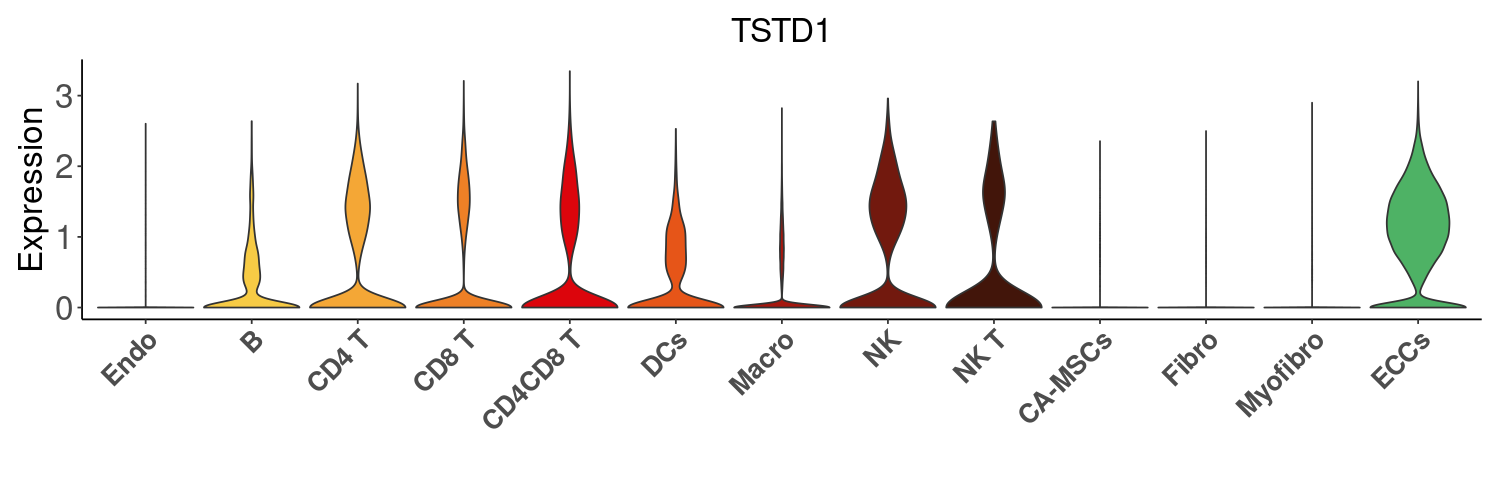 TSTD1
Expression
3
2
1
0
Endo
B
CD4 T
CD8 T
CD4CD8 T
DCs
Macro
NK
NK T
CA-MSCs
Fibro
Myofibro
ECCs